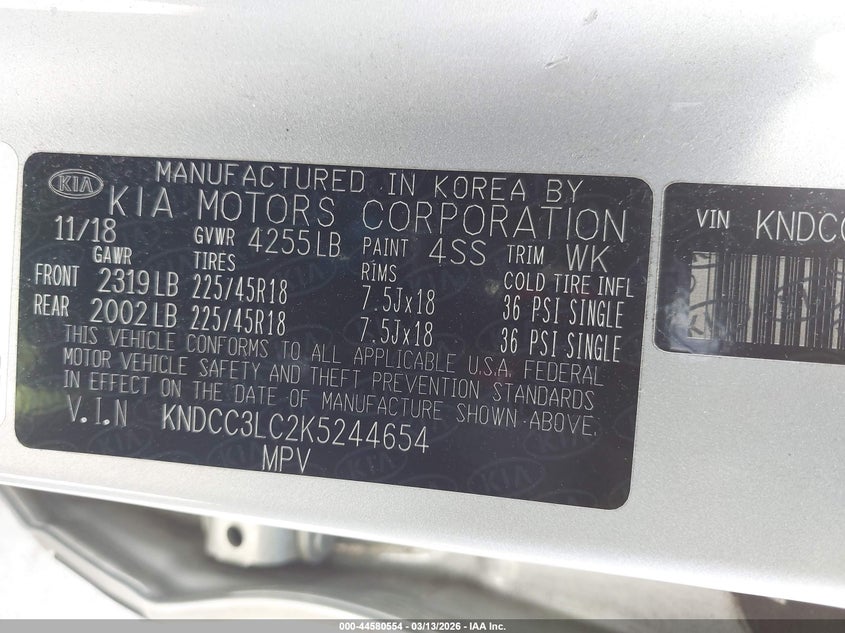 KIA
MANUFACTURED IN KOREA BY
KIA MOTORS CORPORATION
11/18 GVWR 4255LB PAINT 4SS TRIM WK
GAWR TIRES RIMS COLD TIRE INFL
FRONT 2319LB 225/45R18 7.5Jx18 36 PSI SINGLE
REAR 2002LB 225/45R18 7.5Jx18 36 PSI SINGLE
THIS VEHICLE CONFORMS TO ALL APPLICABLE U.S.A. FEDERAL
MOTOR VEHICLE SAFETY AND THEFT PREVENTION STANDARDS
IN EFFECT ON THE DATE OF MANUFACTURE SHOWN ABOVE.
V.I.N KNDCC3LC2K5244654
MPV
VIN KNDCC
000-44580554 | 03/13/2026 | IAA Inc.